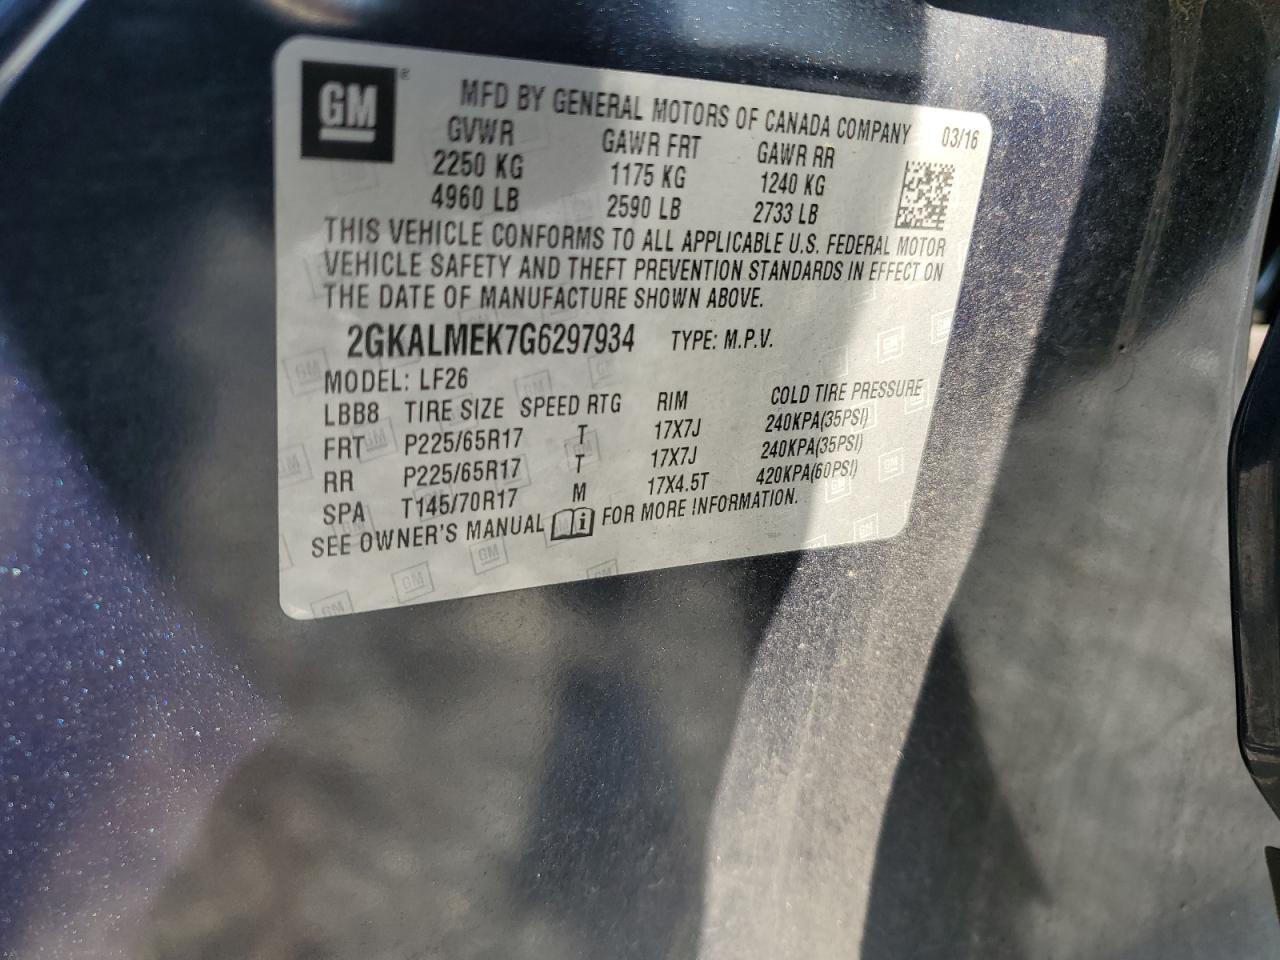 GM ®
MFD BY GENERAL MOTORS OF CANADA COMPANY 03/16
GVWR GAWR FRT GAWR RR
2250 KG 1175 KG 1240 KG
4960 LB 2590 LB 2733 LB
THIS VEHICLE CONFORMS TO ALL APPLICABLE U.S. FEDERAL MOTOR
VEHICLE SAFETY AND THEFT PREVENTION STANDARDS IN EFFECT ON
THE DATE OF MANUFACTURE SHOWN ABOVE.
2GKALMEK7G6297934 TYPE: M.P.V.
MODEL: LF26
LBB8 TIRE SIZE SPEED RTG RIM COLD TIRE PRESSURE
FRT P225/65R17 T 17X7J 240KPA(35PSI)
RR P225/65R17 T 17X7J 240KPA(35PSI)
SPA T145/70R17 M 17X4.5T 420KPA(60PSI)
SEE OWNER'S MANUAL i FOR MORE INFORMATION.